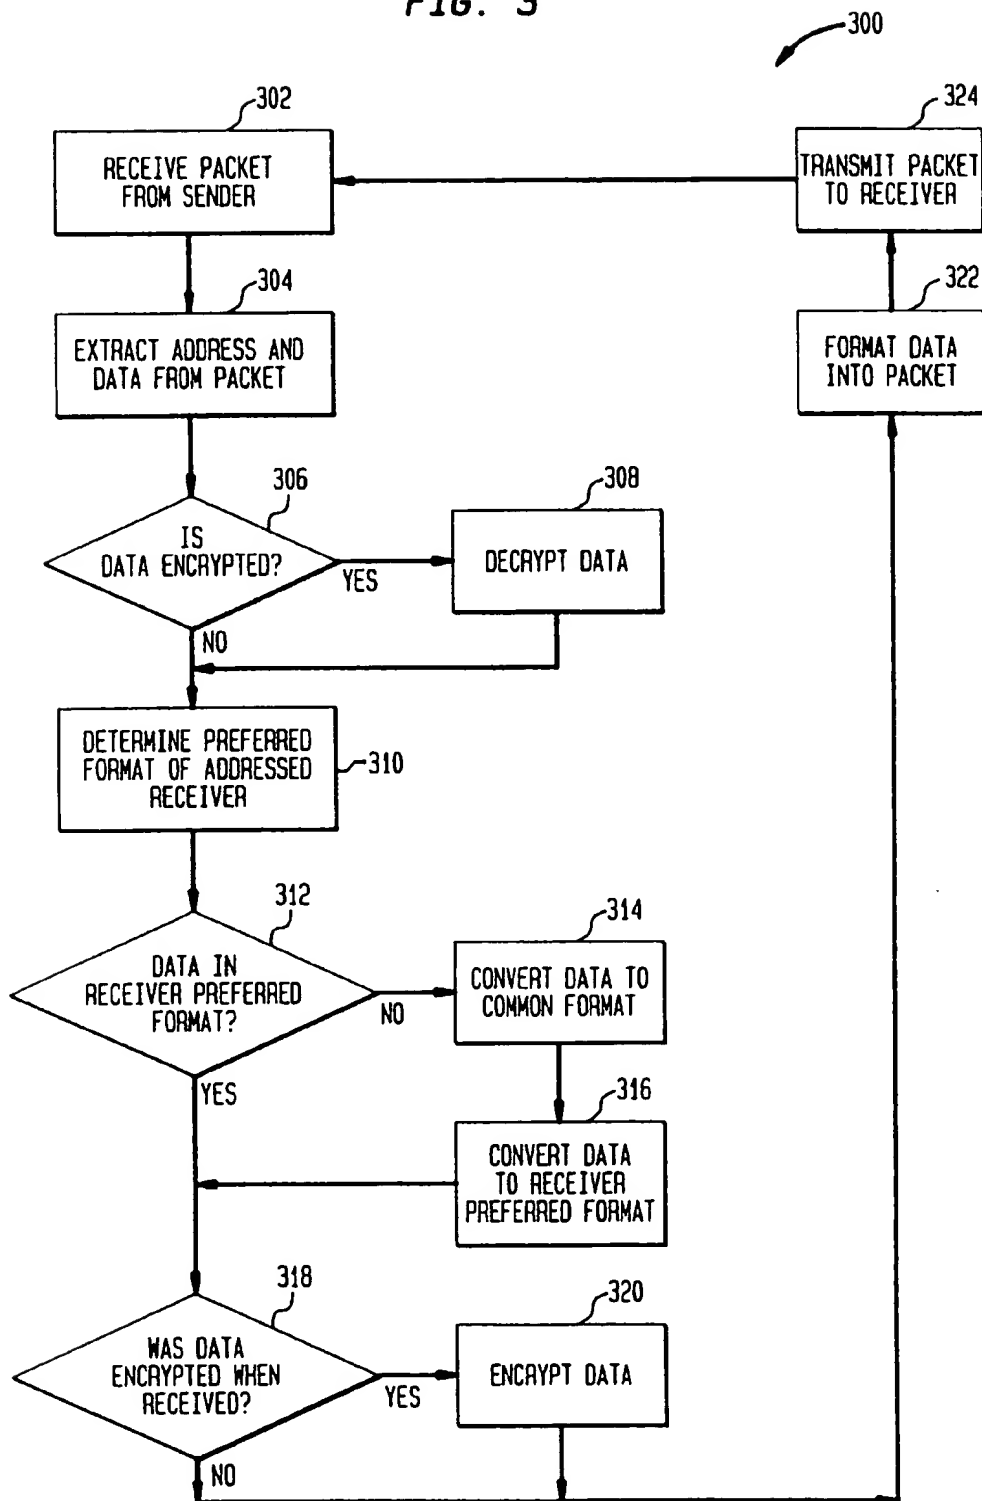 FIG. 3
300
302
RECEIVE PACKET
FROM SENDER
324
TRANSMIT PACKET
TO RECEIVER
304
EXTRACT ADDRESS AND
DATA FROM PACKET
322
FORMAT DATA
INTO PACKET
306
IS
DATA ENCRYPTED?
YES
NO
308
DECRYPT DATA
DETERMINE PREFERRED
FORMAT OF ADDRESSED
RECEIVER
310
312
DATA IN
RECEIVER PREFERRED
FORMAT?
NO
YES
314
CONVERT DATA TO
COMMON FORMAT
316
CONVERT DATA
TO RECEIVER
PREFERRED FORMAT
318
WAS DATA
ENCRYPTED WHEN
RECEIVED?
YES
NO
320
ENCRYPT DATA